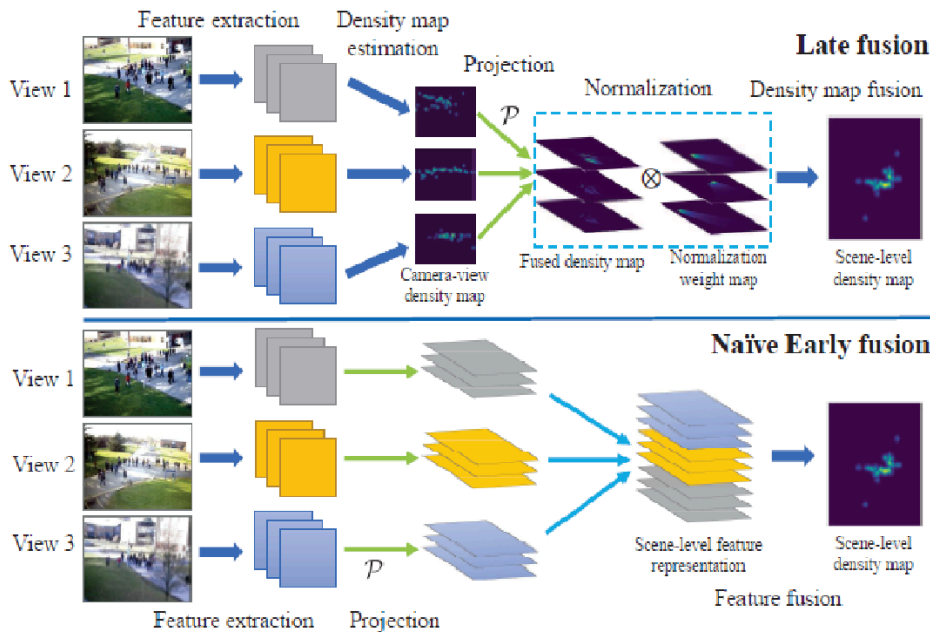 Feature extraction
Density map
estimation
Late fusion
View 1
Projection
Normalization
Density map fusion
𝒫
View 2
⊗
View 3
Camera-view
density map
Fused density map
Normalization
weight map
Scene-level
density map
Naïve Early fusion
View 1
View 2
View 3
𝒫
Scene-level feature
representation
Scene-level
density map
Feature fusion
Feature extraction
Projection